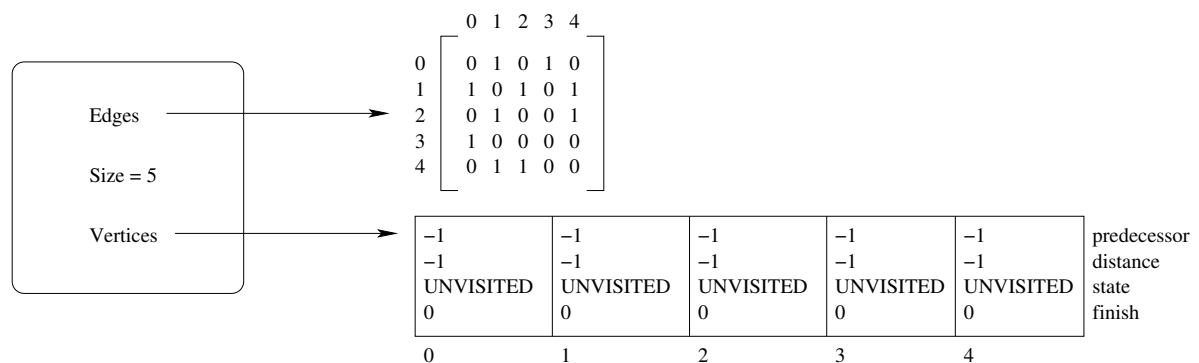 0 1 2 3 4
0 0 1 0 1 0
1 1 0 1 0 1
2 0 1 0 0 1
3 1 0 0 0 0
4 0 1 1 0 0
Edges
Size = 5
Vertices
−1 −1 −1 −1 −1 predecessor
−1 −1 −1 −1 −1 distance
UNVISITED UNVISITED UNVISITED UNVISITED UNVISITED state
0 0 0 0 0 finish
0 1 2 3 4